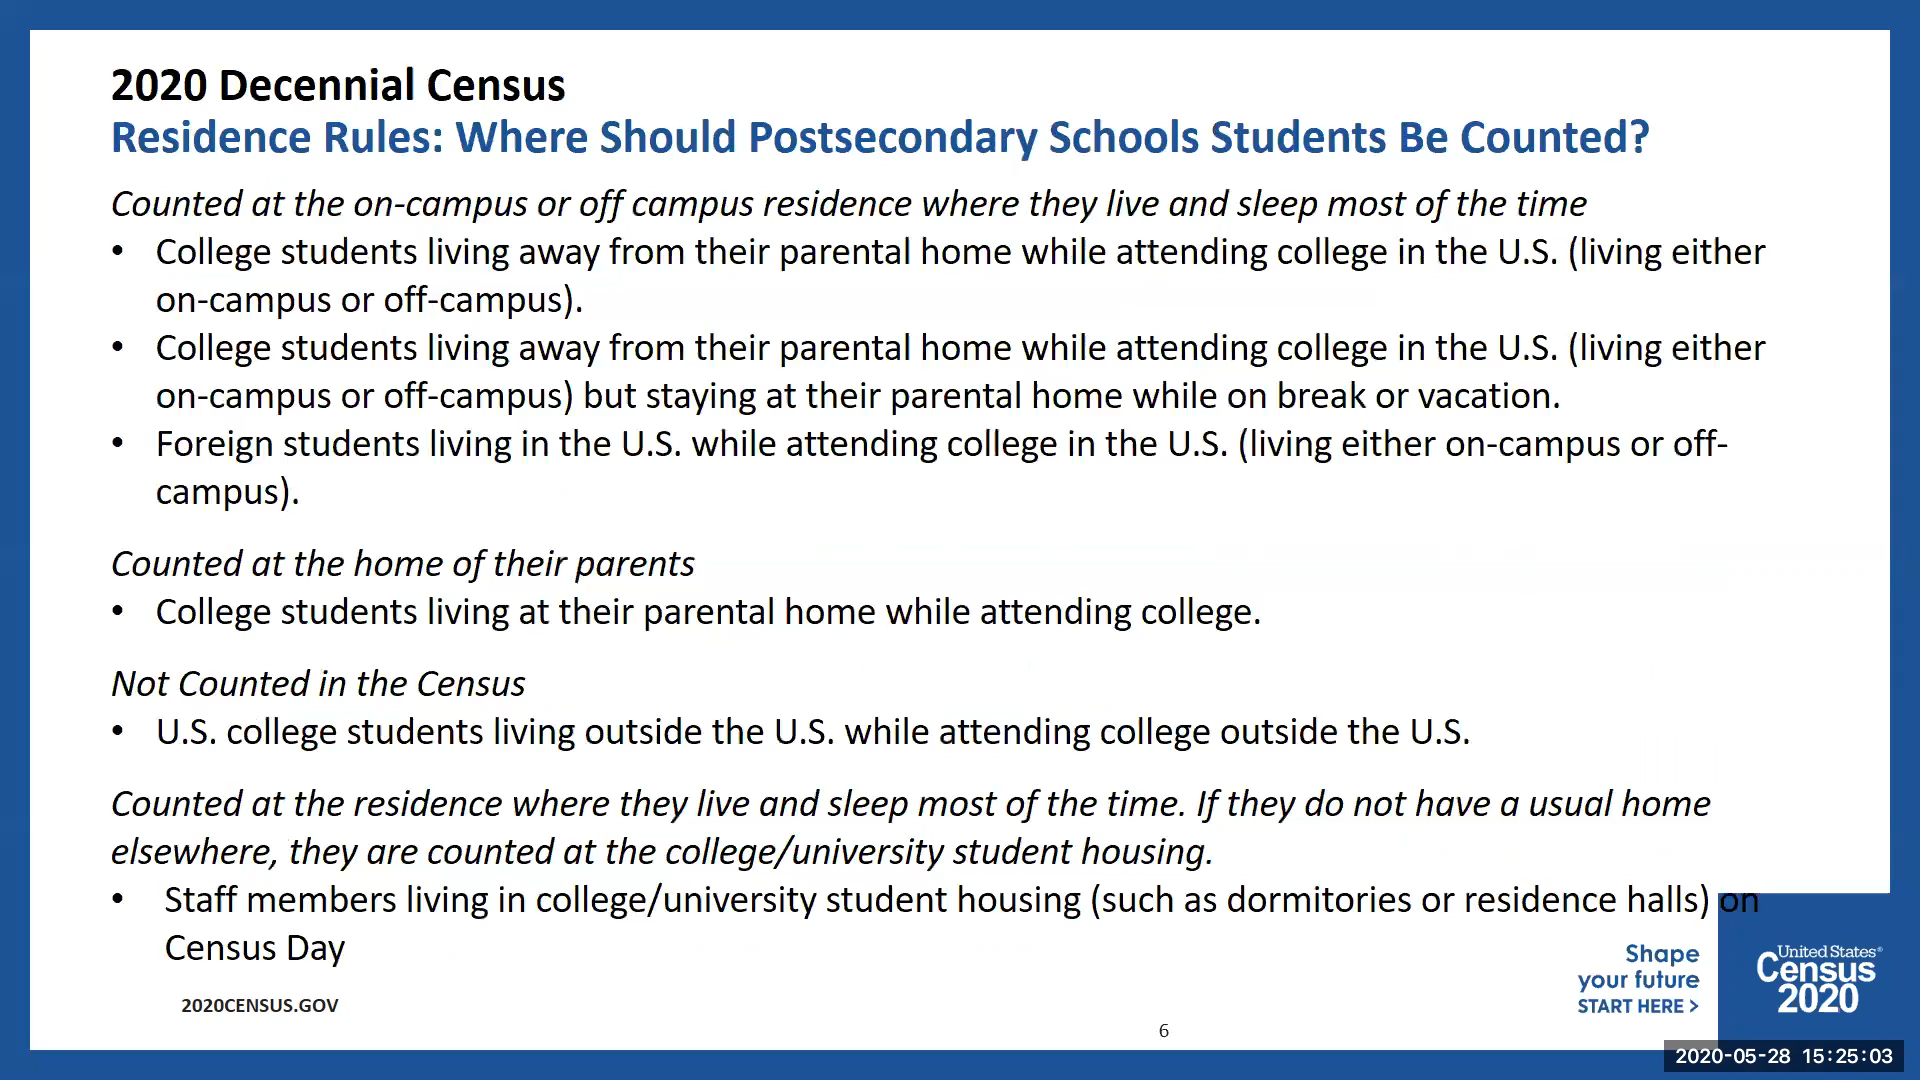 2020 Decennial Census
Residence Rules: Where Should Postsecondary Schools Students Be Counted?
Counted at the on-campus or off campus residence where they live and sleep most of the time
• College students living away from their parental home while attending college in the U.S. (living either
on-campus or off-campus).
• College students living away from their parental home while attending college in the U.S. (living either
on-campus or off-campus) but staying at their parental home while on break or vacation.
• Foreign students living in the U.S. while attending college in the U.S. (living either on-campus or off-
campus).
Counted at the home of their parents
• College students living at their parental home while attending college.
Not Counted in the Census
• U.S. college students living outside the U.S. while attending college outside the U.S.
Counted at the residence where they live and sleep most of the time. If they do not have a usual home
elsewhere, they are counted at the college/university student housing.
• Staff members living in college/university student housing (such as dormitories or residence halls) on
Census Day
Shape
your future
START HERE >
United States®
Census
2020
2020CENSUS.GOV
6
2020-05-28 15:25:03